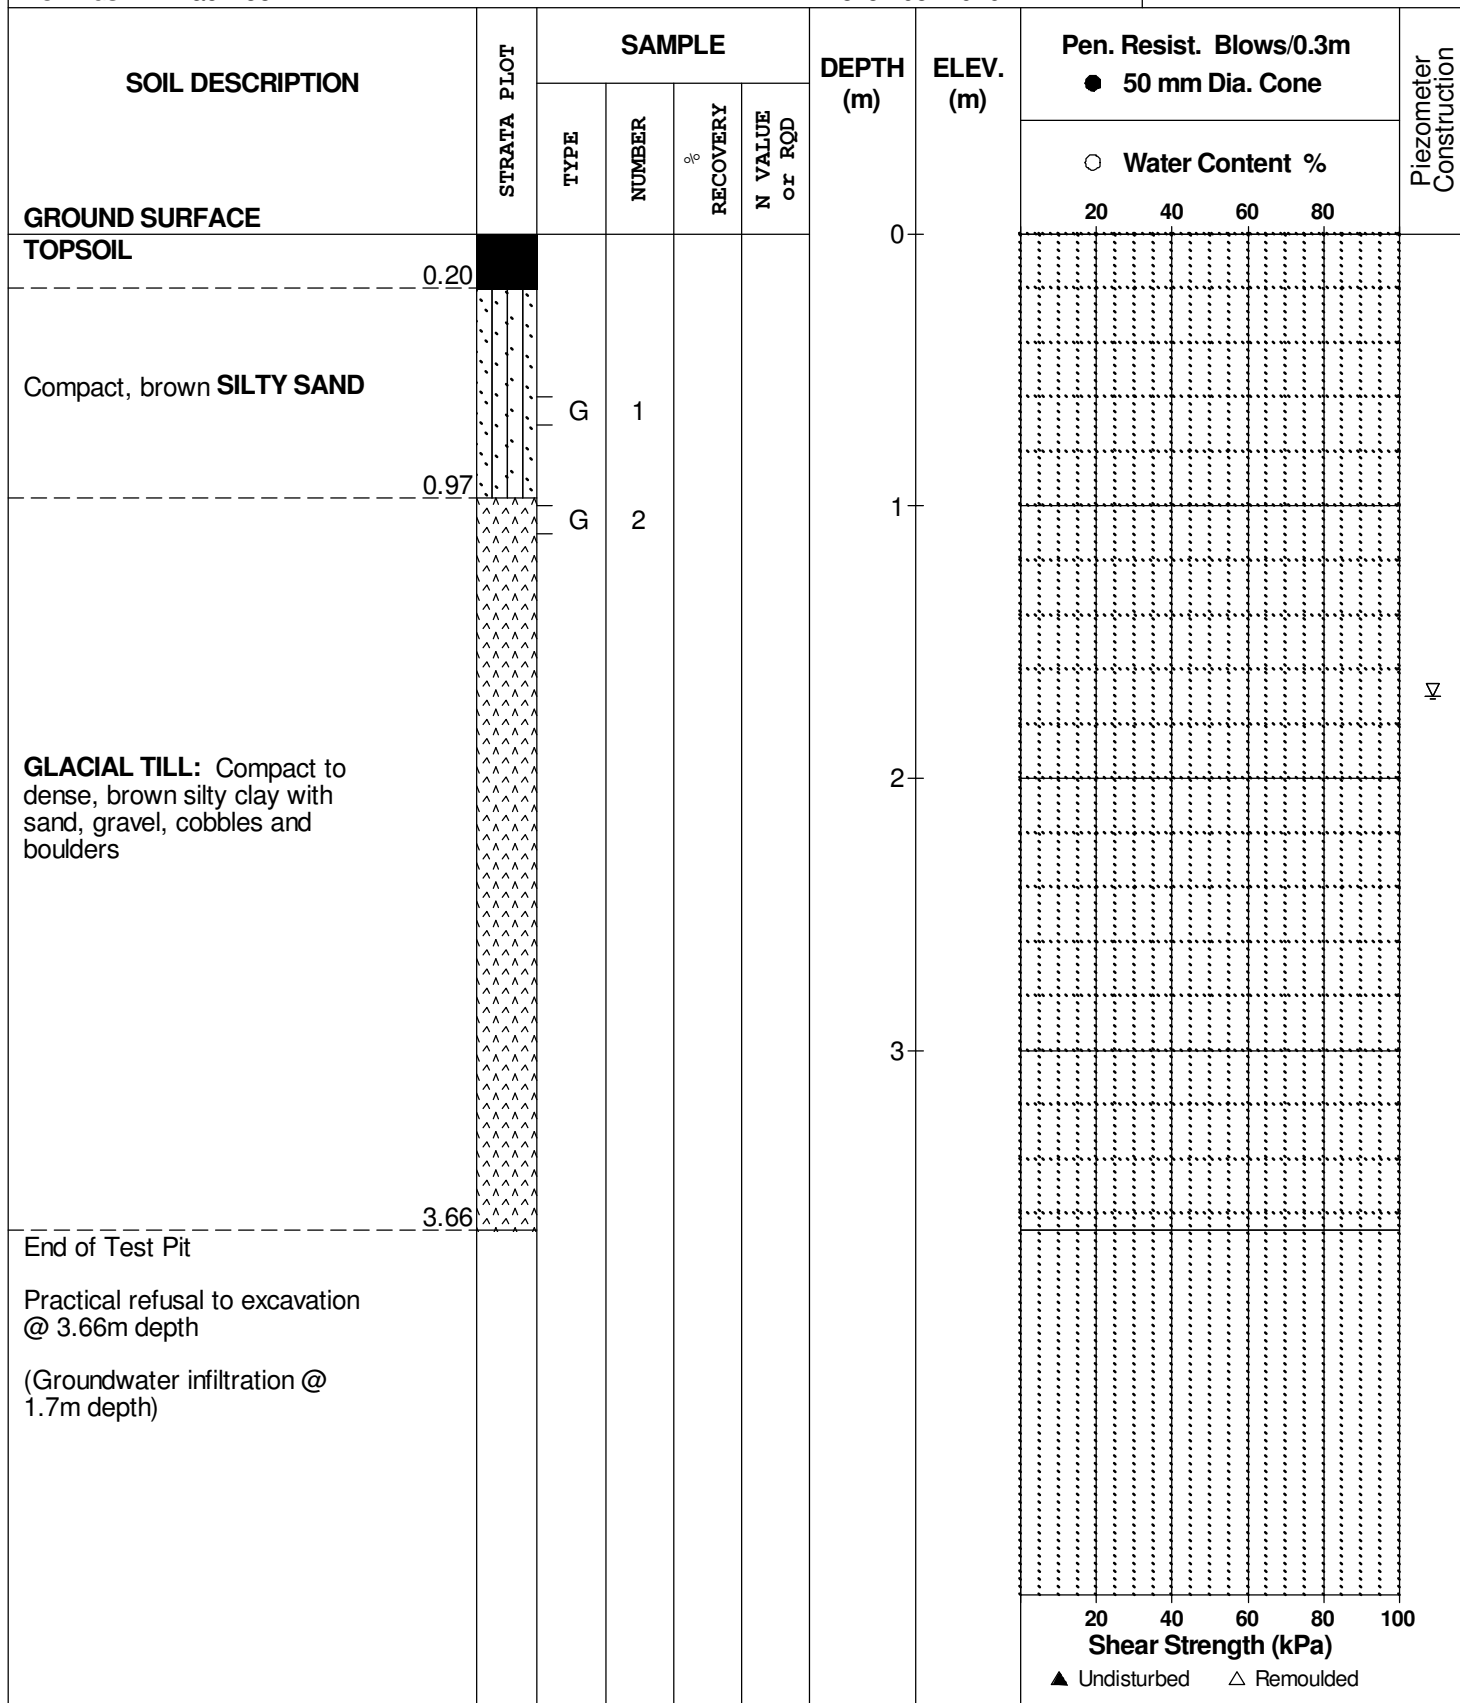 SOIL DESCRIPTION
STRATA PLOT
SAMPLE
TYPE
NUMBER
%
RECOVERY
N VALUE
or RQD
DEPTH
(m)
ELEV.
(m)
Pen. Resist. Blows/0.3m
● 50 mm Dia. Cone
○ Water Content %
20 40 60 80
Piezometer
Construction
GROUND SURFACE
TOPSOIL
0
0.20
Compact, brown SILTY SAND
G 1
0.97
1
G 2
GLACIAL TILL: Compact to
dense, brown silty clay with
sand, gravel, cobbles and
boulders
2
3
3.66
End of Test Pit
Practical refusal to excavation
@ 3.66m depth
(Groundwater infiltration @
1.7m depth)
20 40 60 80 100
Shear Strength (kPa)
▲ Undisturbed △ Remoulded